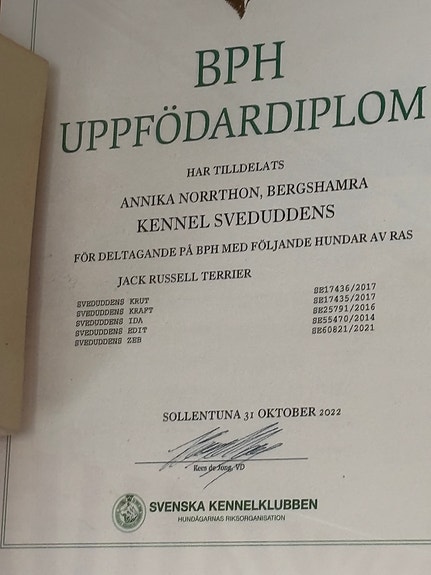 BPH
UPPFÖDARDIPLOM
HAR TILLDELATS
ANNIKA NORRTHON, BERGSHAMRA
KENNEL SVEDUDDENS
FÖR DELTAGANDE PÅ BPH MED FÖLJANDE HUNDAR AV RAS
JACK RUSSELL TERRIER
SVEDUDDENS KRUT SE17436/2017
SVEDUDDENS KRAFT SE17435/2017
SVEDUDDENS IDA SE25791/2016
SVEDUDDENS EDIT SE55470/2014
SVEDUDDENS ZEB SE60821/2021
SOLLENTUNA 31 OKTOBER 2022
Kees de Jong, VD
SVENSKA KENNELKLUBBEN
HUNDÄGARNAS RIKSORGANISATION